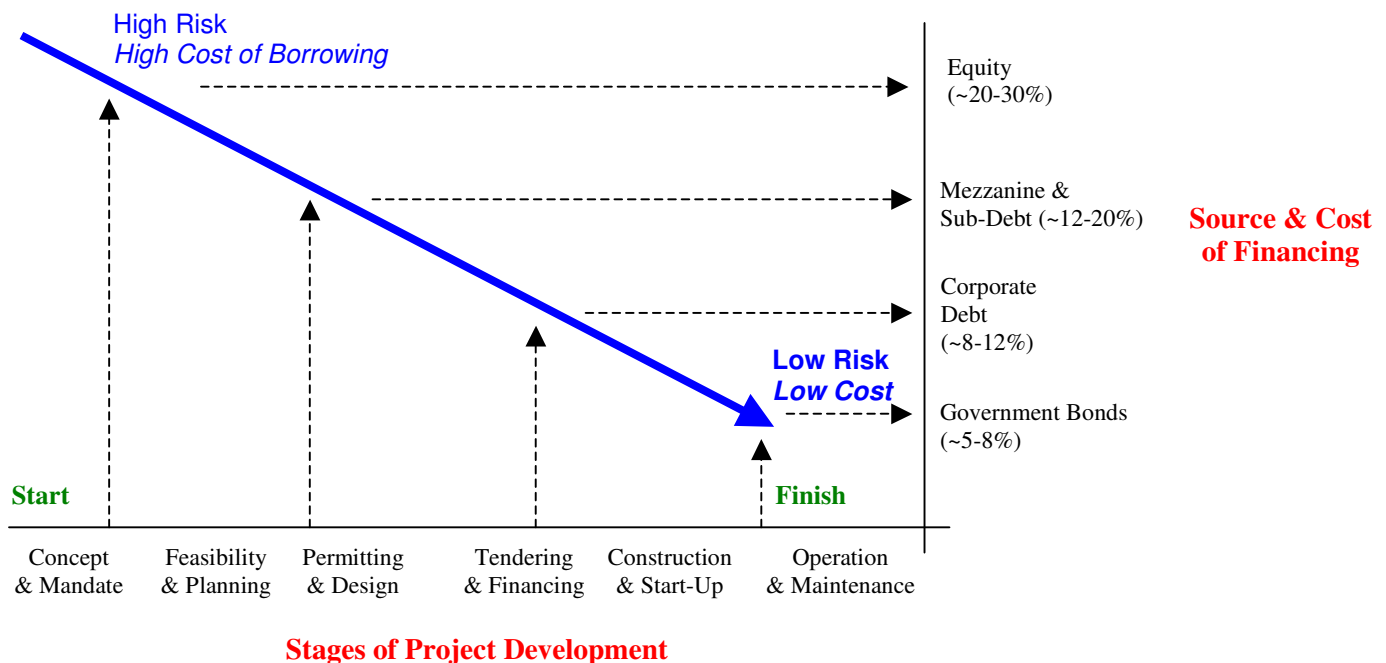 High Risk
High Cost of Borrowing
Equity
(~20-30%)
Mezzanine &
Sub-Debt (~12-20%)
Source & Cost
of Financing
Corporate
Debt
(~8-12%)
Low Risk
Low Cost
Government Bonds
(~5-8%)
Start
Finish
Concept
& Mandate
Feasibility
& Planning
Permitting
& Design
Tendering
& Financing
Construction
& Start-Up
Operation
& Maintenance
Stages of Project Development